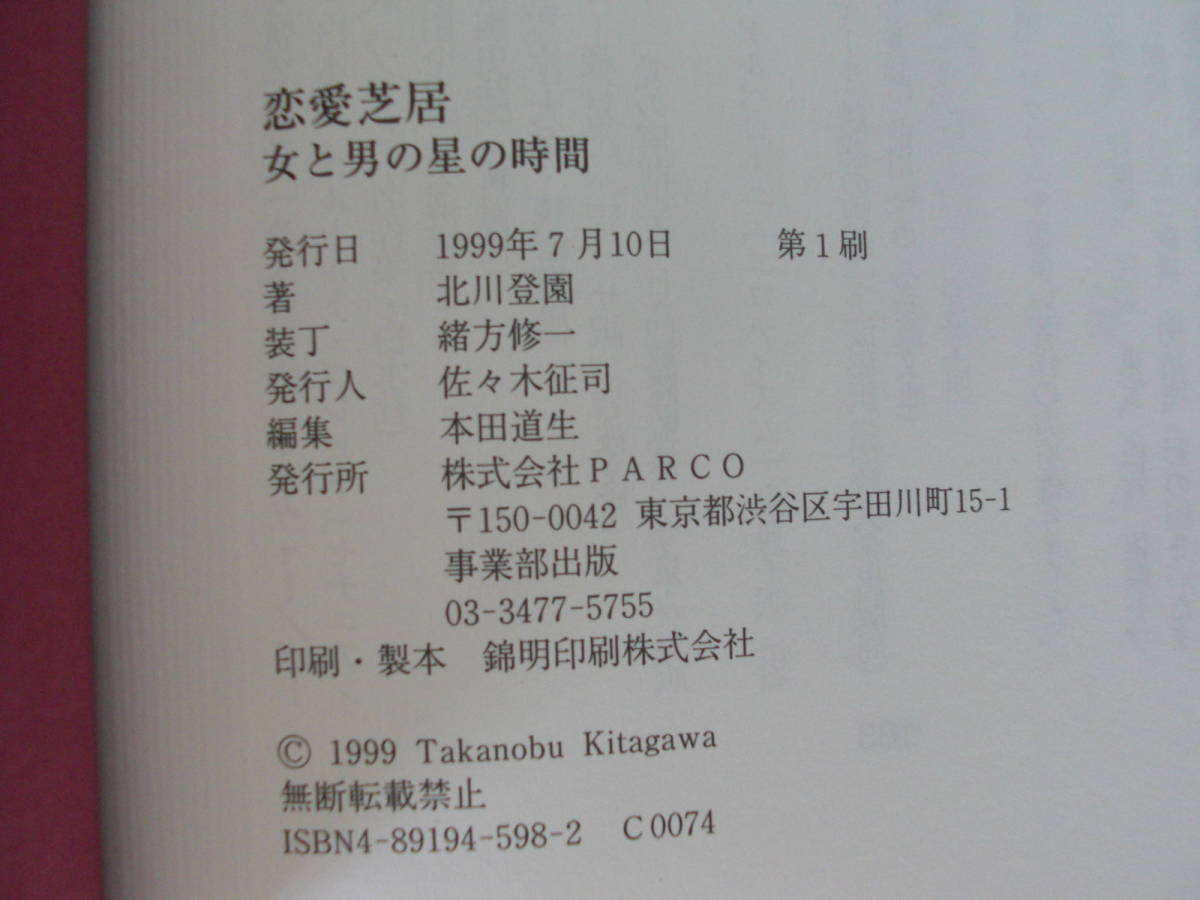 恋愛芝居
女と男の星の時間
発行日 1999年7月10日 第1刷
著 北川登園
装丁 緒方修一
発行人 佐々木征司
編集 本田道生
発行所 株式会社PARCO
〒150-0042 東京都渋谷区宇田川町15-1
事業部出版
03-3477-5755
印刷・製本 錦明印刷株式会社
© 1999 Takanobu Kitagawa
無断転載禁止
ISBN4-89194-598-2 C0074